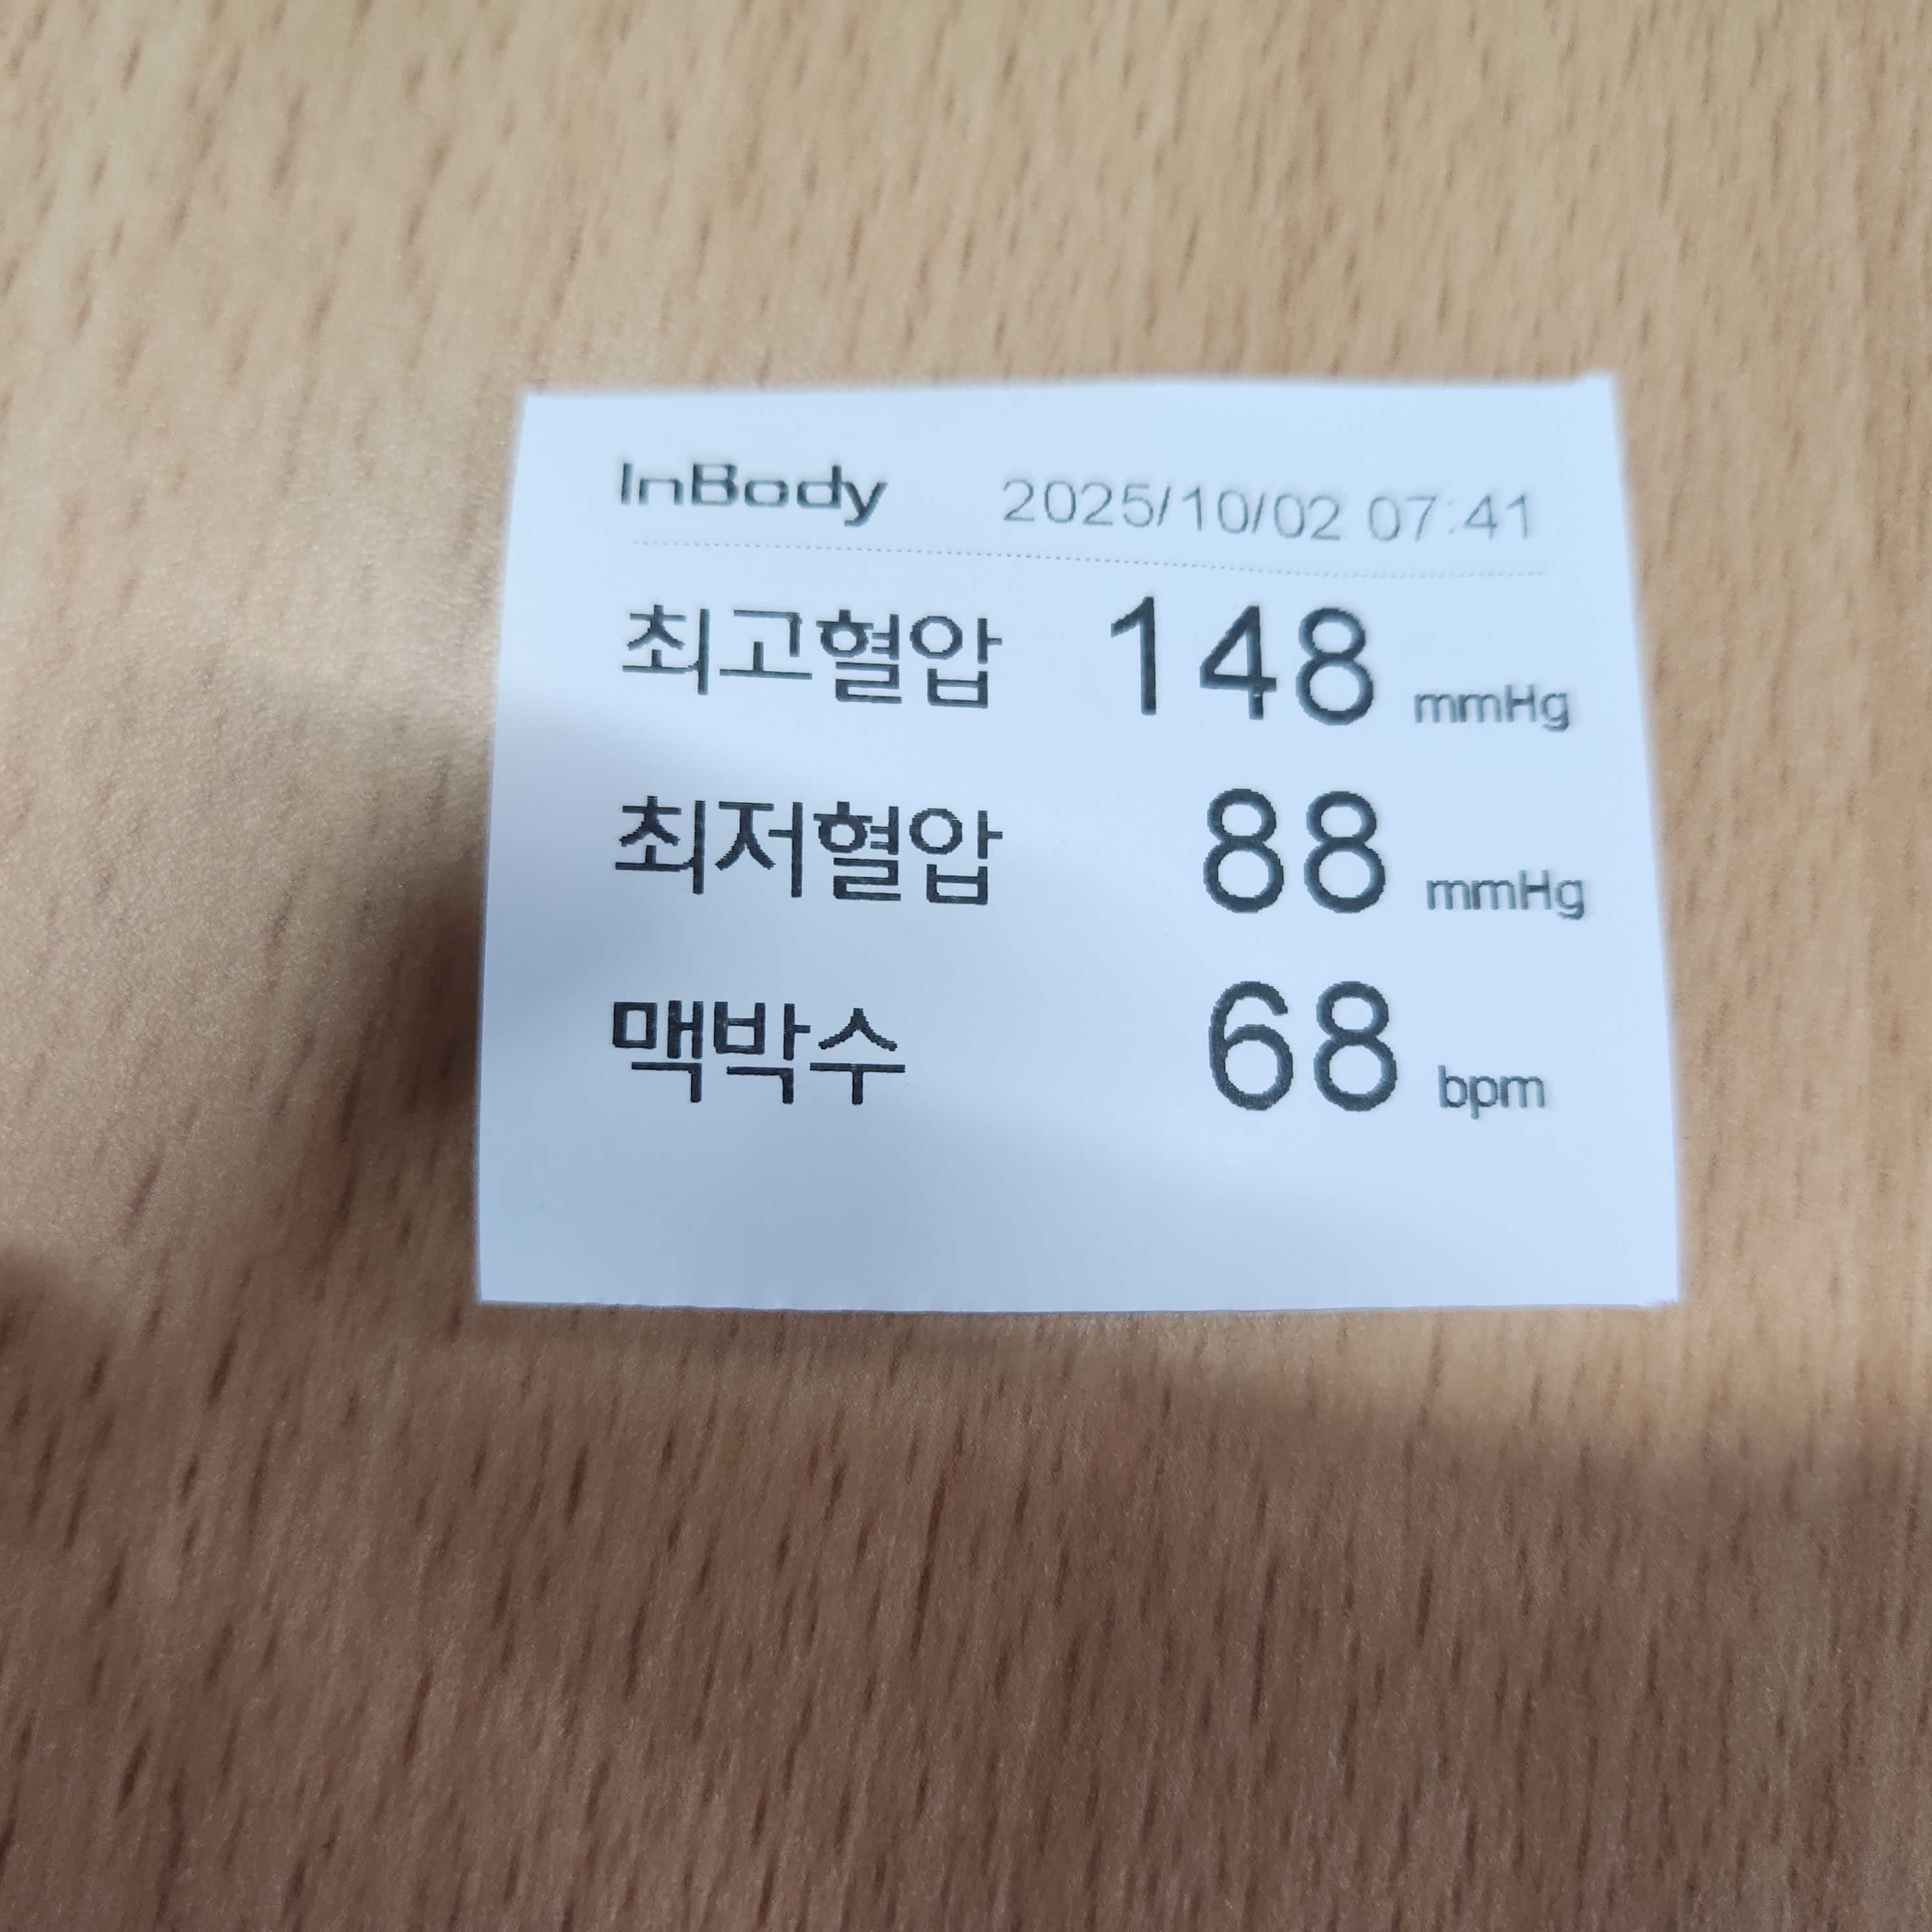 InBody 2025/10/02 07:41
최고혈압 148 mmHg
최저혈압 88 mmHg
맥박수 68 bpm